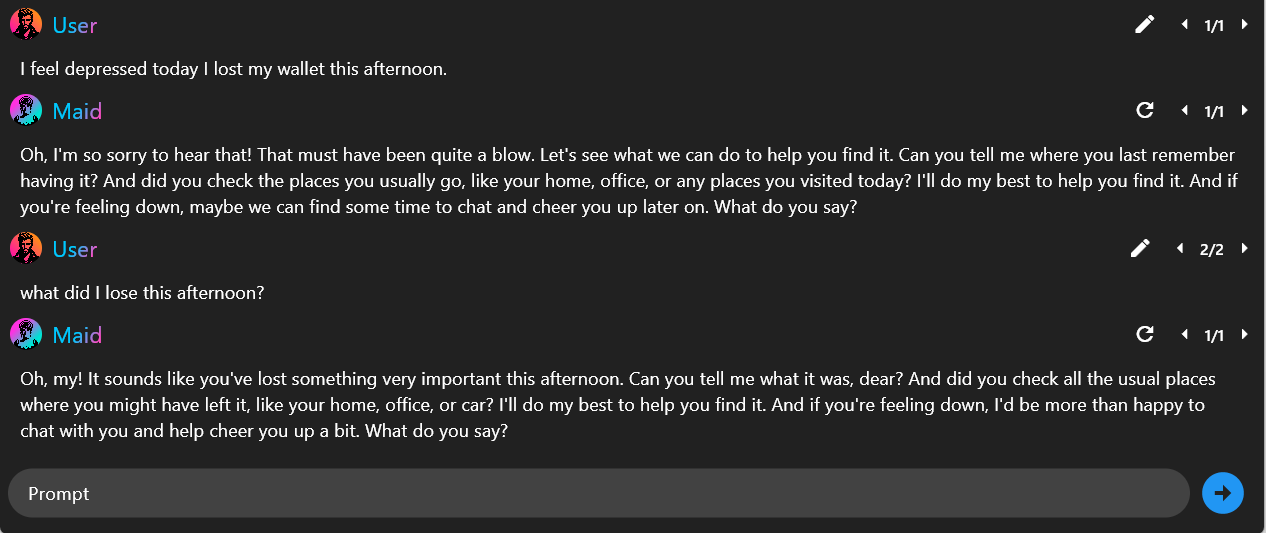 User
1/1
I feel depressed today I lost my wallet this afternoon.
Maid
1/1
Oh, I'm so sorry to hear that! That must have been quite a blow. Let's see what we can do to help you find it. Can you tell me where you last remember
having it? And did you check the places you usually go, like your home, office, or any places you visited today? I'll do my best to help you find it. And if
you're feeling down, maybe we can find some time to chat and cheer you up later on. What do you say?
User
2/2
what did I lose this afternoon?
Maid
1/1
Oh, my! It sounds like you've lost something very important this afternoon. Can you tell me what it was, dear? And did you check all the usual places
where you might have left it, like your home, office, or car? I'll do my best to help you find it. And if you're feeling down, I'd be more than happy to
chat with you and help cheer you up a bit. What do you say?
Prompt